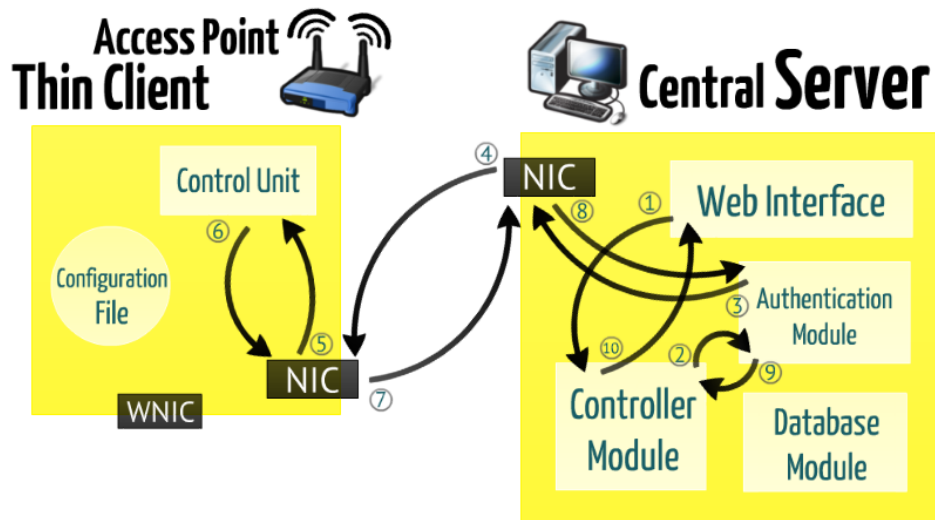 Access Point
Thin Client
Central Server
④
NIC
Control Unit
①
Web Interface
⑧
⑥
Configuration
File
③
Authentication
Module
⑤
⑩
②
⑨
NIC
⑦
WNIC
Controller
Module
Database
Module